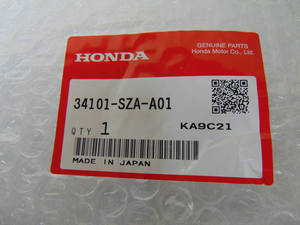 HONDA
GENUINE PARTS
Honda Motor Co., Ltd.
34101-SZA-A01
QTY 1
KA9C21
MADE IN JAPAN